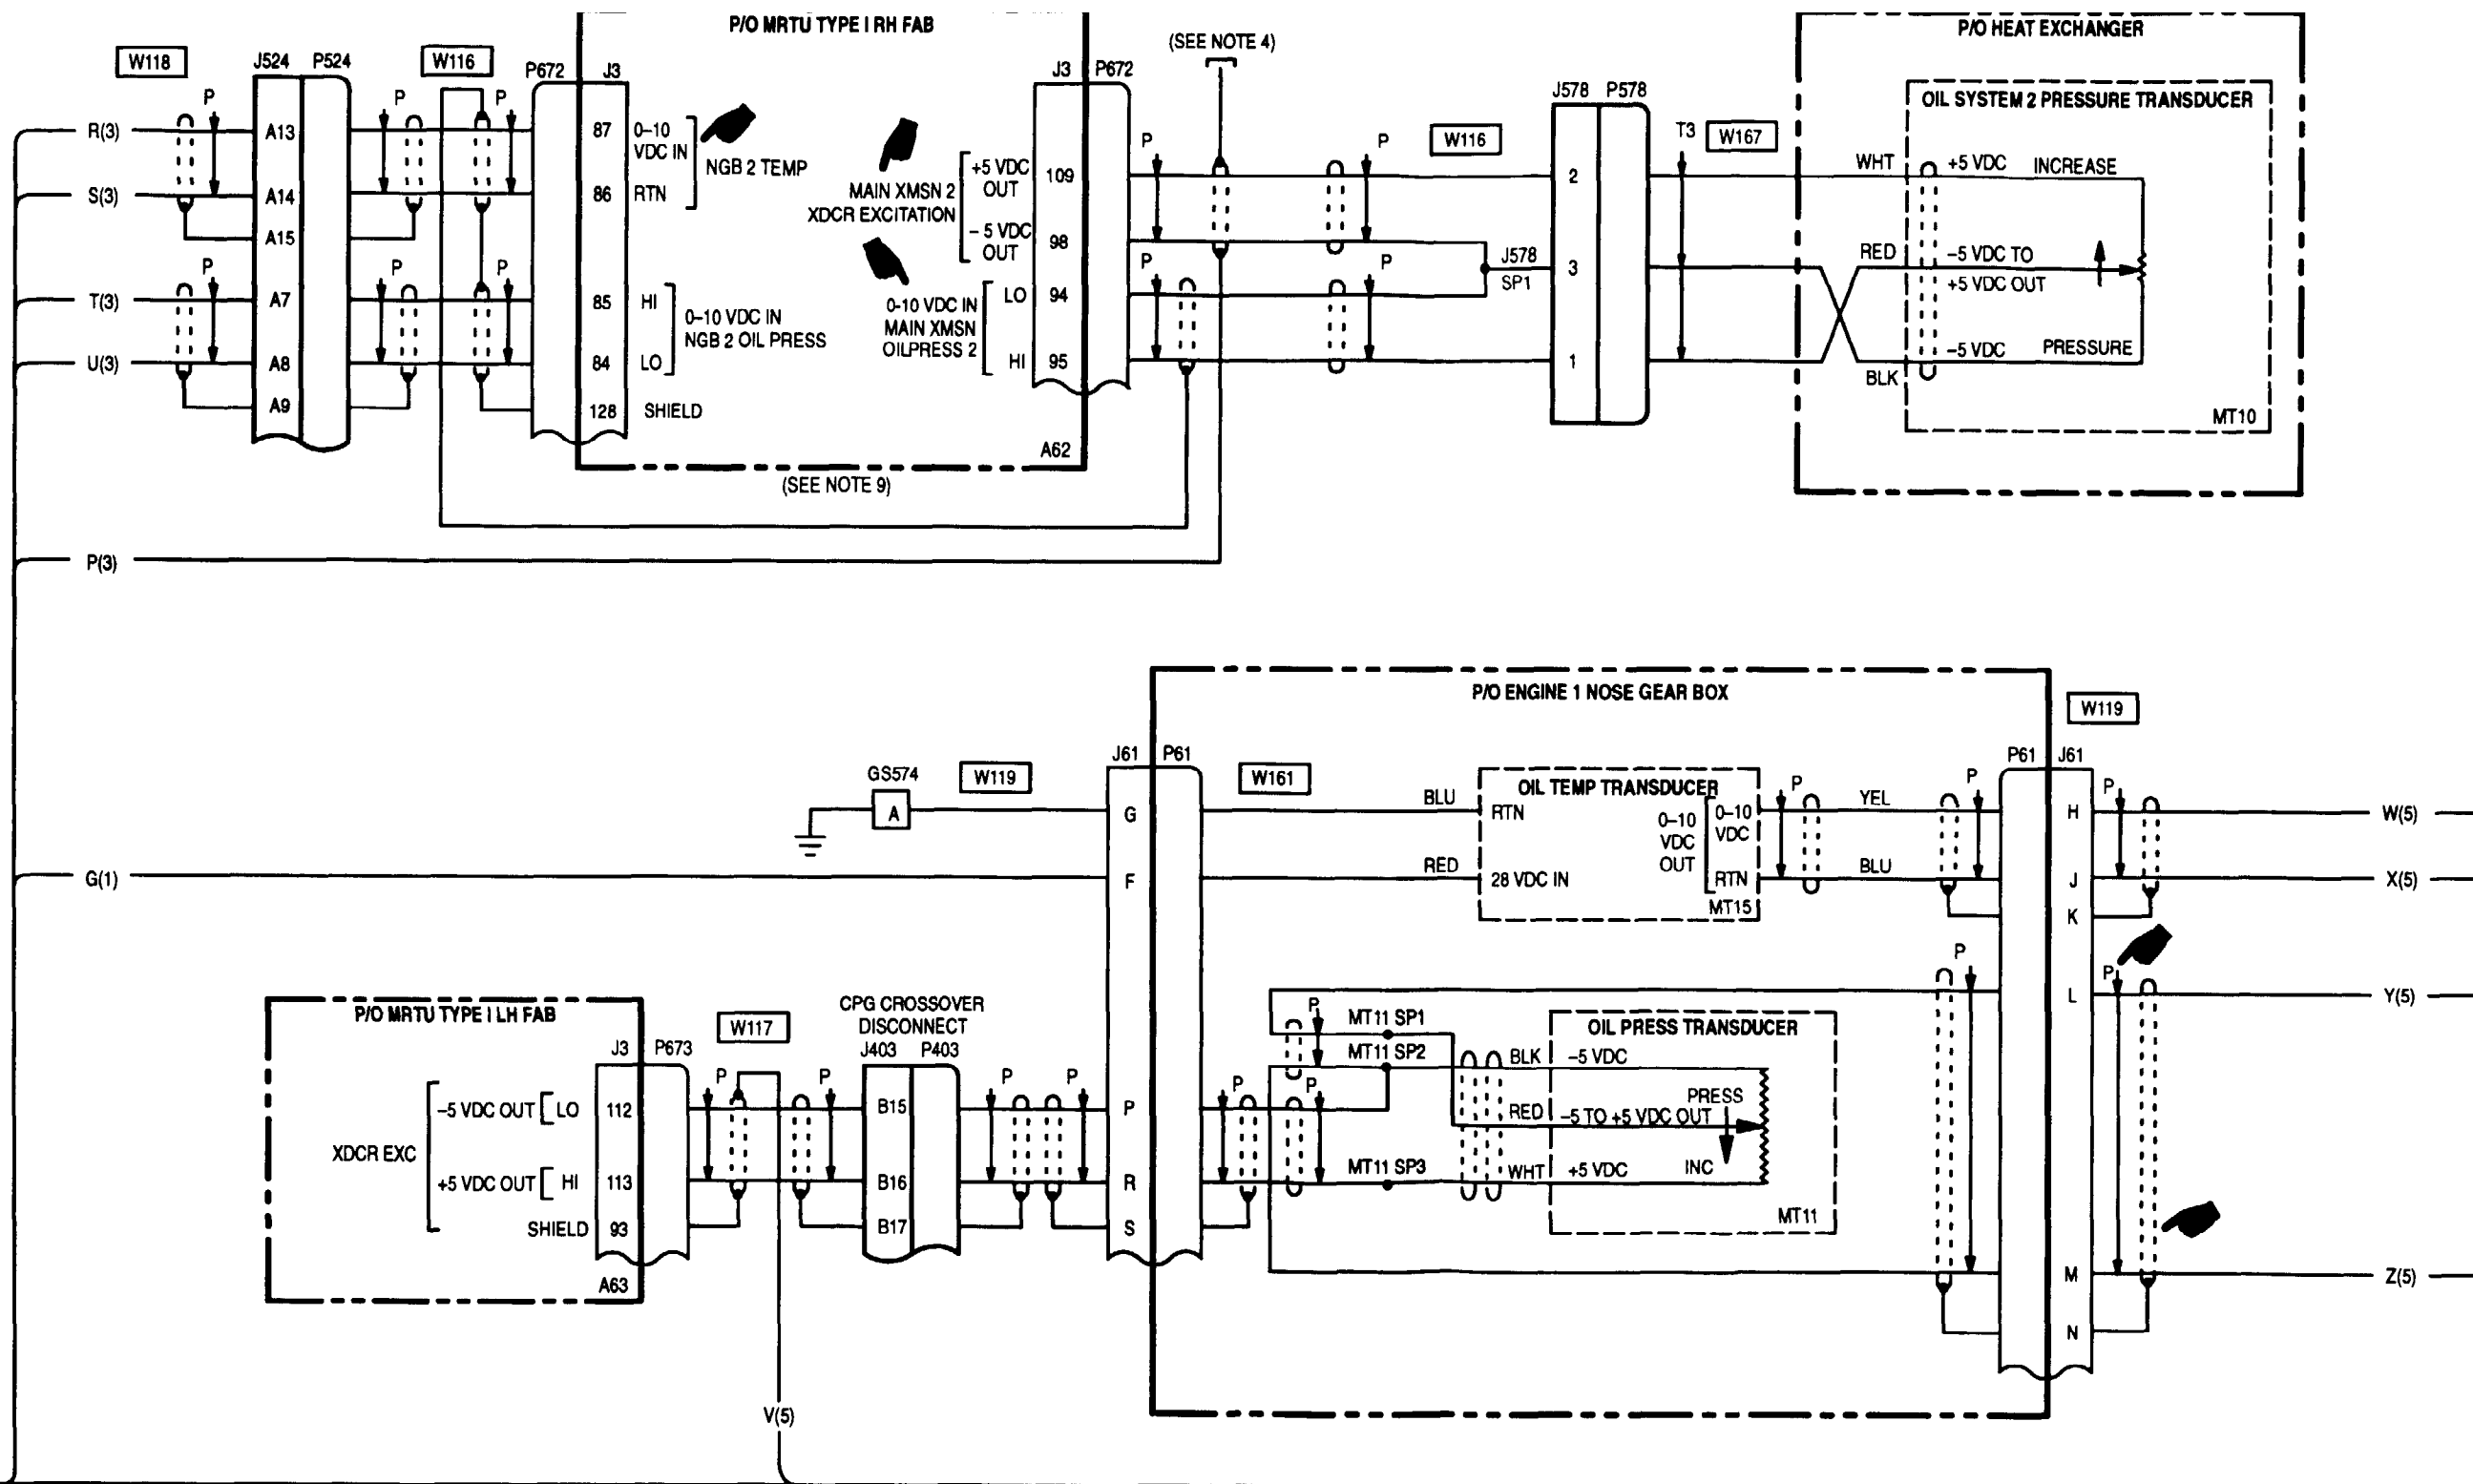 P/O MRTU TYPE I RH FAB
(SEE NOTE 4)
P/O HEAT EXCHANGER
W118
J524
P524
W116
P672
J3
J3
P672
J578
P578
OIL SYSTEM 2 PRESSURE TRANSDUCER
P
P
P
R(3)
A13
87
0–10
VDC IN
NGB 2 TEMP
S(3)
A14
86
RTN
A15
MAIN XMSN 2
XDCR EXCITATION
+5 VDC
OUT
109
– 5 VDC
OUT
98
P
P
W116
2
T3
W167
WHT
+5 VDC
INCREASE
J578
SP1
3
RED
–5 VDC TO
+5 VDC OUT
P
P
P
T(3)
A7
85
HI
0–10 VDC IN
NGB 2 OIL PRESS
U(3)
A8
84
LO
A9
128
SHIELD
0-10 VDC IN
MAIN XMSN
OILPRESS 2
LO
94
HI
95
P
P
1
BLK
–5 VDC
PRESSURE
MT10
A62
(SEE NOTE 9)
P(3)
P/O ENGINE 1 NOSE GEAR BOX
W119
GS574
A
W119
J61
P61
W161
P61
J61
G
BLU
RTN
OIL TEMP TRANSDUCER
0–10
VDC
OUT
0–10
VDC
RTN
MT15
P
YEL
P
H
P
W(5)
G(1)
F
RED
28 VDC IN
BLU
J
X(5)
K
P/O MRTU TYPE I LH FAB
J3
P673
W117
CPG CROSSOVER
DISCONNECT
J403
P403
P
MT11 SP1
MT11 SP2
OIL PRESS TRANSDUCER
P
L
P
Y(5)
XDCR EXC
–5 VDC OUT
LO
112
P
P
B15
P
P
P
P
P
BLK
–5 VDC
PRESS
RED
–5 TO +5 VDC OUT
+5 VDC OUT
HI
113
B16
R
MT11 SP3
WHT
+5 VDC
INC
SHIELD
93
B17
S
MT11
A63
M
Z(5)
N
V(5)